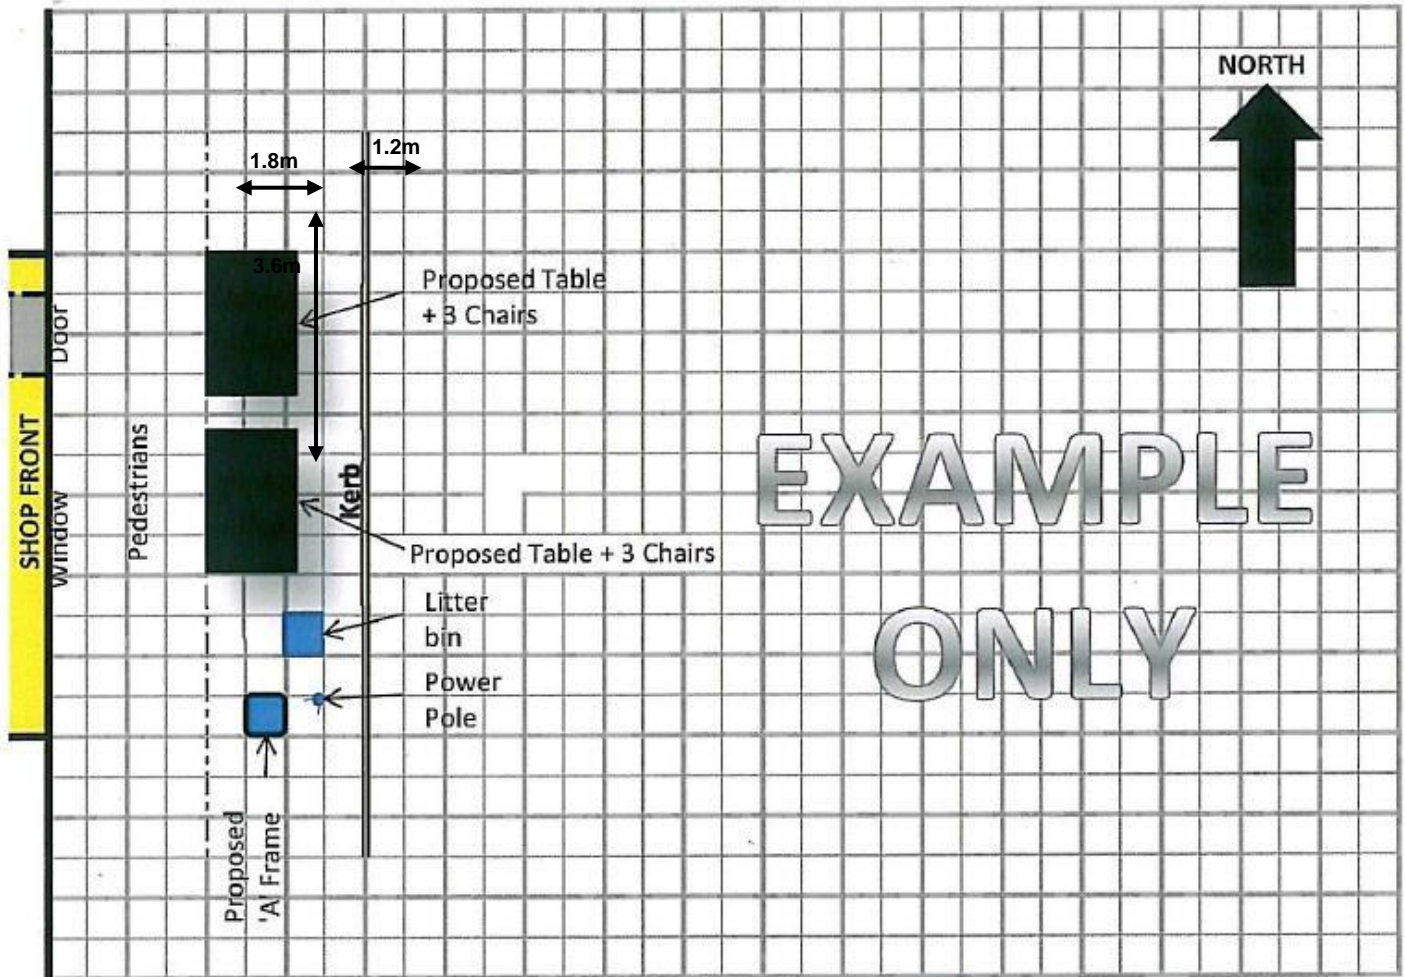 NORTH
1.8m
1.2m
3.6m
Proposed Table
+ 3 Chairs
Door
SHOP FRONT
Window
Pedestrians
Kerb
EXAMPLE
ONLY
Proposed Table + 3 Chairs
Litter
bin
Power
Pole
Proposed
'A' Frame